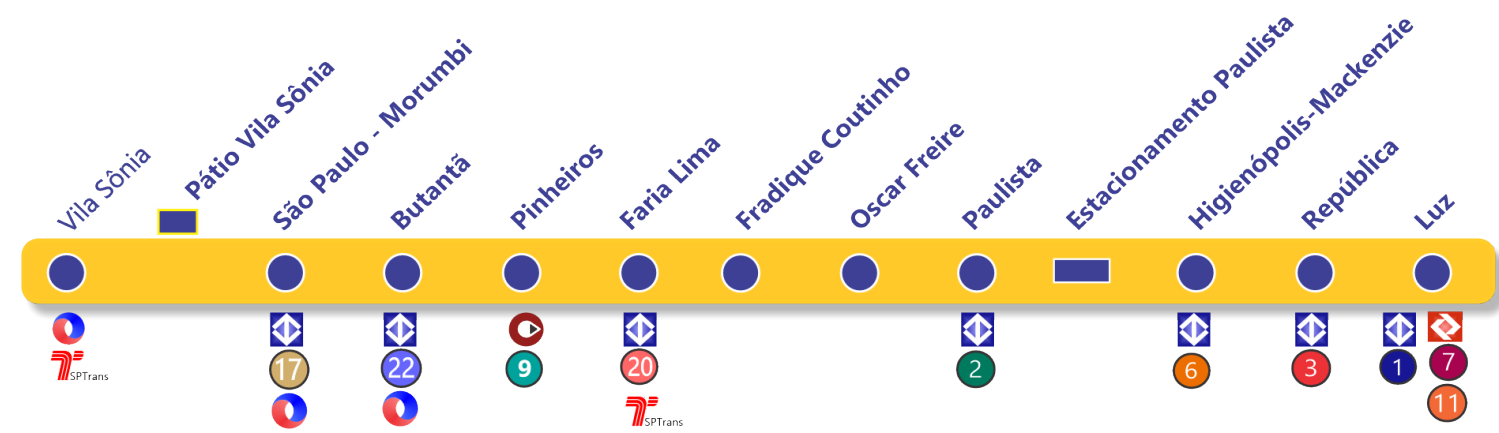 Vila Sônia
Pátio Vila Sônia
São Paulo - Morumbi
Butantã
Pinheiros
Faria Lima
Fradique Coutinho
Oscar Freire
Paulista
Estacionamento Paulista
Higienópolis-Mackenzie
República
Luz
SPTrans
17
22
9
20
SPTrans
2
6
3
1
7
11